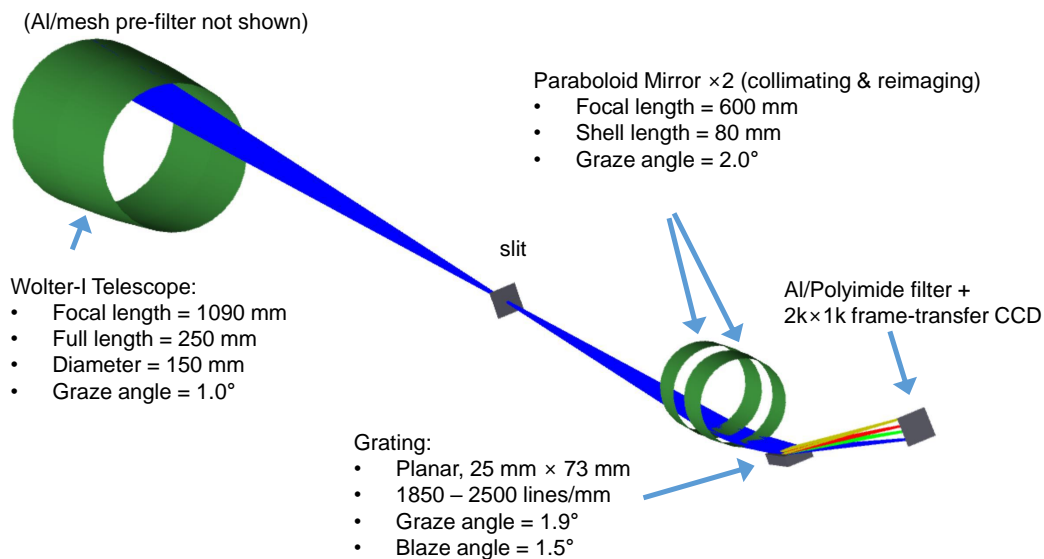 (Al/mesh pre-filter not shown)
Paraboloid Mirror ×2 (collimating & reimaging)
• Focal length = 600 mm
• Shell length = 80 mm
• Graze angle = 2.0°
slit
Wolter-I Telescope:
• Focal length = 1090 mm
• Full length = 250 mm
• Diameter = 150 mm
• Graze angle = 1.0°
Al/Polyimide filter +
2k×1k frame-transfer CCD
Grating:
• Planar, 25 mm × 73 mm
• 1850 – 2500 lines/mm
• Graze angle = 1.9°
• Blaze angle = 1.5°